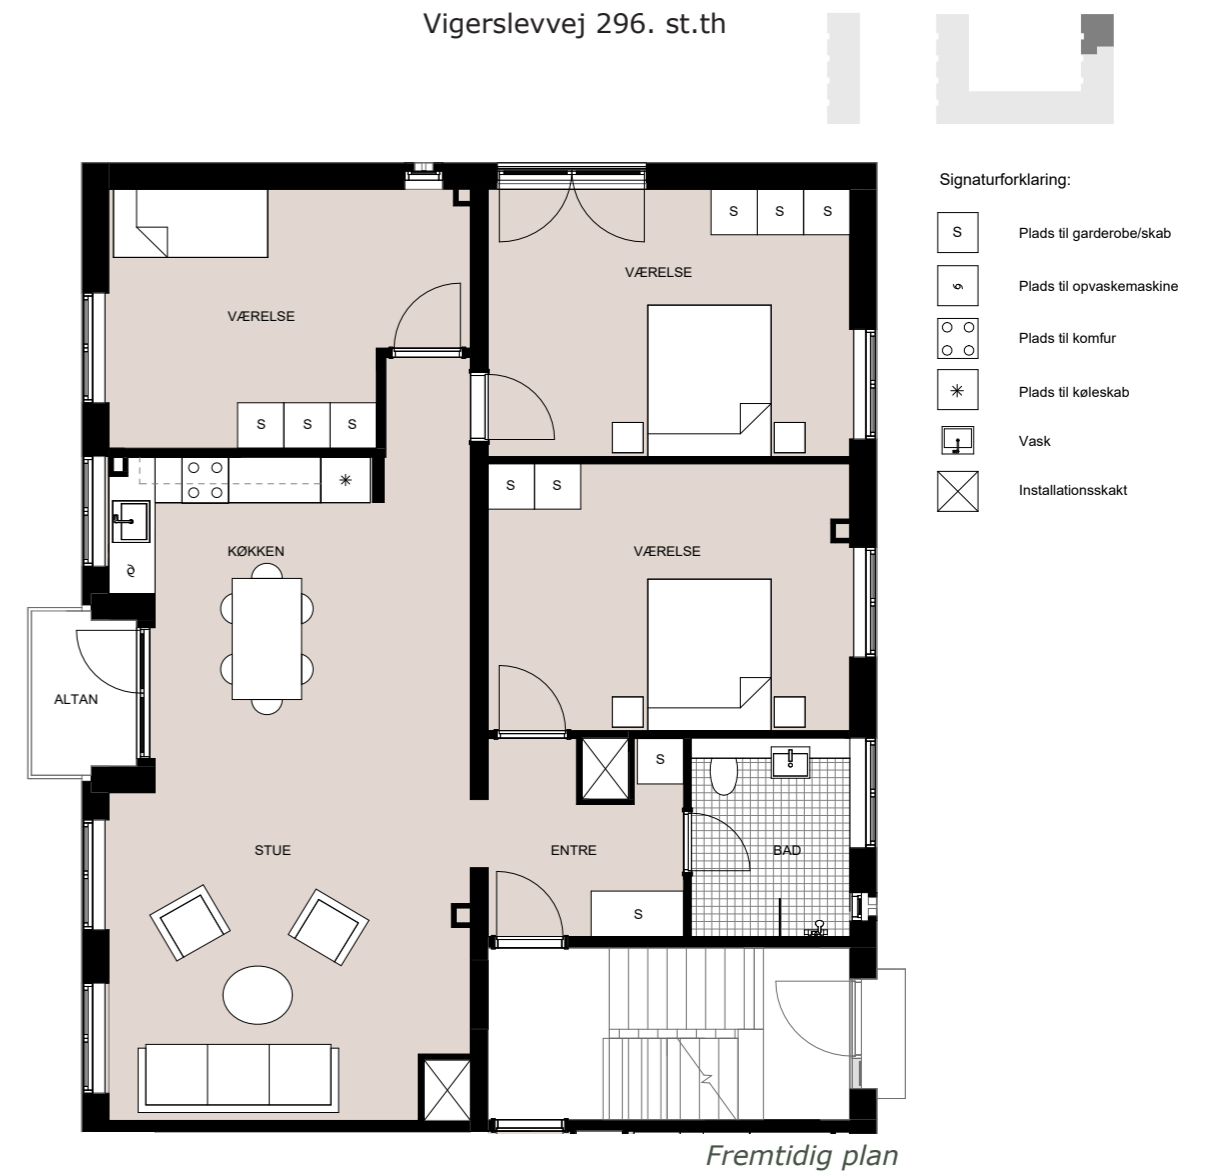 Vigerslevvej 296. st.th
Signaturforklaring:
S Plads til garderobe/skab
Plads til opvaskemaskine
Plads til komfur
Plads til køleskab
Vask
Installationsskakt
S S S
VÆRELSE
VÆRELSE
S S S
S S
KØKKEN
VÆRELSE
ALTAN
S
STUE
ENTRE
BAD
S
Fremtidig plan